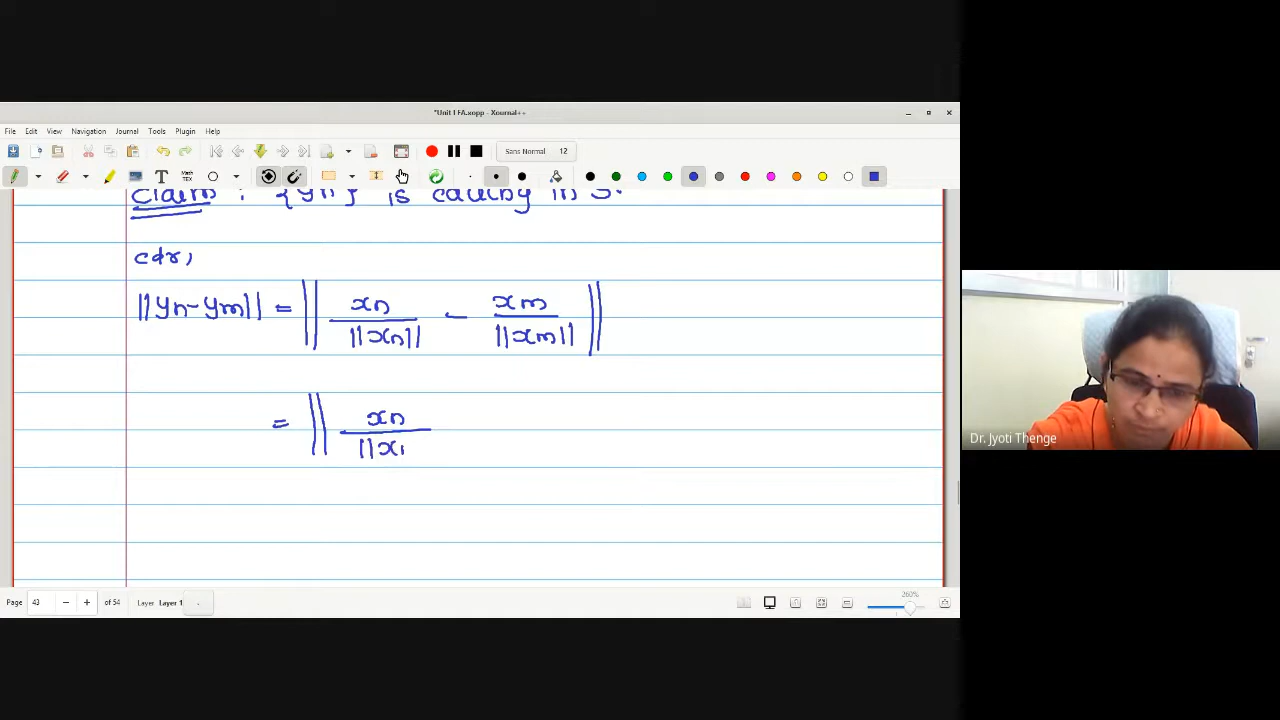 *Unit I FA.xopp - Xournal++
File Edit View Navigation Journal Tools Plugin Help
Sans Normal 12
Claim : {yn} is cauchy in S.
cdr,
||yn-ym|| = || xn / ||xn|| - xm / ||xm|| ||
= || xn / ||x
Dr. Jyoti Thenge
Page 43 of 54 Layer Layer 1 260%